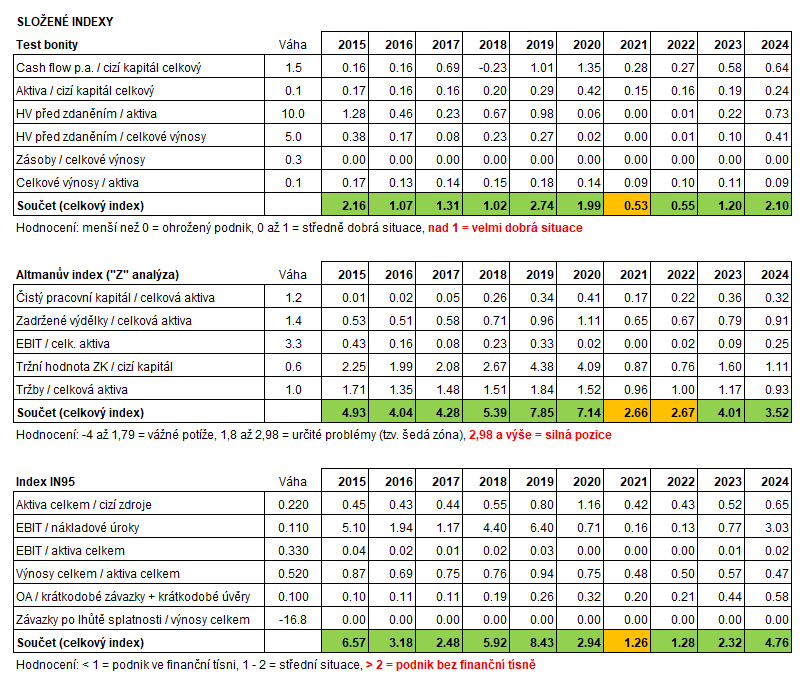 SLOŽENÉ INDEXY
Test bonity Váha 2015 2016 2017 2018 2019 2020 2021 2022 2023 2024
Cash flow p.a. / cizí kapitál celkový 1.5 0.16 0.16 0.69 -0.23 1.01 1.35 0.28 0.27 0.58 0.64
Aktiva / cizí kapitál celkový 0.1 0.17 0.16 0.16 0.20 0.29 0.42 0.15 0.16 0.19 0.24
HV před zdaněním / aktiva 10.0 1.28 0.46 0.23 0.67 0.98 0.06 0.00 0.01 0.22 0.73
HV před zdaněním / celkové výnosy 5.0 0.38 0.17 0.08 0.23 0.27 0.02 0.00 0.01 0.10 0.41
Zásoby / celkové výnosy 0.3 0.00 0.00 0.00 0.00 0.00 0.00 0.00 0.00 0.00 0.00
Celkové výnosy / aktiva 0.1 0.17 0.13 0.14 0.15 0.18 0.14 0.09 0.10 0.11 0.09
Součet (celkový index) 2.16 1.07 1.31 1.02 2.74 1.99 0.53 0.55 1.20 2.10
Hodnocení: menší než 0 = ohrožený podnik, 0 až 1 = středně dobrá situace, nad 1 = velmi dobrá situace
Altmanův index ("Z" analýza) Váha 2015 2016 2017 2018 2019 2020 2021 2022 2023 2024
Čistý pracovní kapitál / celková aktiva 1.2 0.01 0.02 0.05 0.26 0.34 0.41 0.17 0.22 0.36 0.32
Zadržené výdělky / celková aktiva 1.4 0.53 0.51 0.58 0.71 0.96 1.11 0.65 0.67 0.79 0.91
EBIT / celk. aktiva 3.3 0.43 0.16 0.08 0.23 0.33 0.02 0.00 0.02 0.09 0.25
Tržní hodnota ZK / cizí kapitál 0.6 2.25 1.99 2.08 2.67 4.38 4.09 0.87 0.76 1.60 1.11
Tržby / celková aktiva 1.0 1.71 1.35 1.48 1.51 1.84 1.52 0.96 1.00 1.17 0.93
Součet (celkový index) 4.93 4.04 4.28 5.39 7.85 7.14 2.66 2.67 4.01 3.52
Hodnocení: -4 až 1,79 = vážné potíže, 1,8 až 2,98 = určité problémy (tzv. šedá zóna), 2,98 a výše = silná pozice
Index IN95 Váha 2015 2016 2017 2018 2019 2020 2021 2022 2023 2024
Aktiva celkem / cizí zdroje 0.220 0.45 0.43 0.44 0.55 0.80 1.16 0.42 0.43 0.52 0.65
EBIT / nákladové úroky 0.110 5.10 1.94 1.17 4.40 6.40 0.71 0.16 0.13 0.77 3.03
EBIT / aktiva celkem 0.330 0.04 0.02 0.01 0.02 0.03 0.00 0.00 0.00 0.01 0.02
Výnosy celkem / aktiva celkem 0.520 0.87 0.69 0.75 0.76 0.94 0.75 0.48 0.50 0.57 0.47
OA / krátkodobé závazky + krátkodobé úvěry 0.100 0.10 0.11 0.11 0.19 0.26 0.32 0.20 0.21 0.44 0.58
Závazky po lhůtě splatnosti / výnosy celkem -16.8 0.00 0.00 0.00 0.00 0.00 0.00 0.00 0.00 0.00 0.00
Součet (celkový index) 6.57 3.18 2.48 5.92 8.43 2.94 1.26 1.28 2.32 4.76
Hodnocení: < 1 = podnik ve finanční tísni, 1 - 2 = střední situace, > 2 = podnik bez finanční tísně